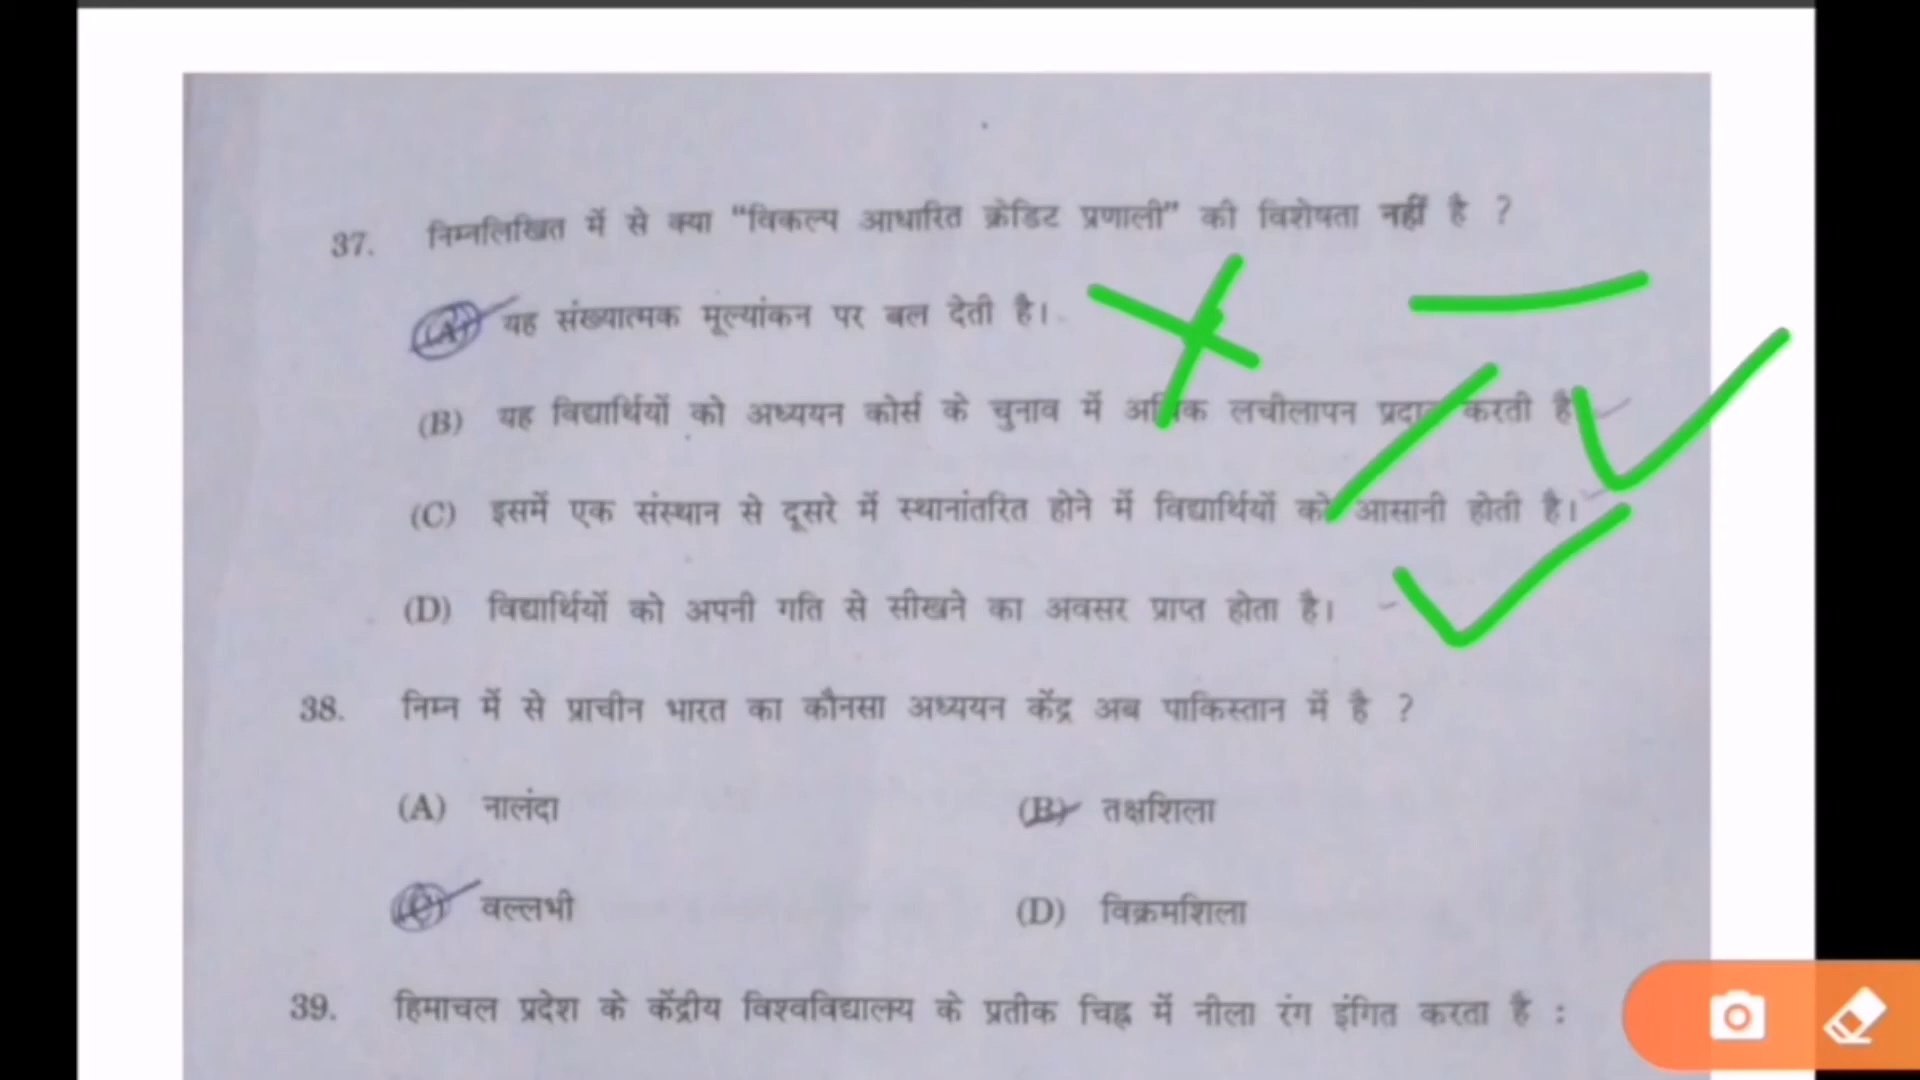 37. निम्नलिखित में से क्या "विकल्प आधारित क्रेडिट प्रणाली" की विशेषता नहीं है ?
(A) यह संख्यात्मक मूल्यांकन पर बल देती है।
(B) यह विद्यार्थियों को अध्ययन कोर्स के चुनाव में अधिक लचीलापन प्रदान करती है
(C) इसमें एक संस्थान से दूसरे में स्थानांतरित होने में विद्यार्थियों को आसानी होती है।
(D) विद्यार्थियों को अपनी गति से सीखने का अवसर प्राप्त होता है।
38. निम्न में से प्राचीन भारत का कौनसा अध्ययन केंद्र अब पाकिस्तान में है ?
(A) नालंदा (B) तक्षशिला
(C) वल्लभी (D) विक्रमशिला
39. हिमाचल प्रदेश के केंद्रीय विश्वविद्यालय के प्रतीक चिह्न में नीला रंग इंगित करता है :